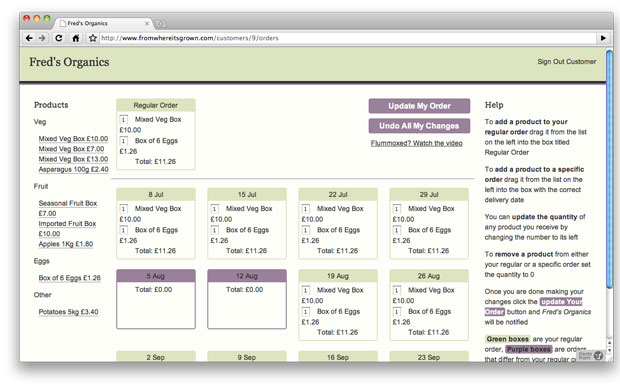 Fred's Organics
http://www.fromwhereitsgrown.com/customers/9/orders
Fred's Organics
Sign Out Customer
Products
Veg
Mixed Veg Box £10.00
Mixed Veg Box £7.00
Mixed Veg Box £13.00
Asparagus 100g £2.40
Fruit
Seasonal Fruit Box
£7.00
Imported Fruit Box
£10.00
Apples 1Kg £1.80
Eggs
Box of 6 Eggs £1.26
Other
Potatoes 5kg £3.40
Regular Order
1 Mixed Veg Box
£10.00
1 Box of 6 Eggs
£1.26
Total: £11.26
Update My Order
Undo All My Changes
Flummoxed? Watch the video
8 Jul
1 Mixed Veg Box
£10.00
1 Box of 6 Eggs
£1.26
Total: £11.26
15 Jul
1 Mixed Veg Box
£10.00
1 Box of 6 Eggs
£1.26
Total: £11.26
22 Jul
1 Mixed Veg Box
£10.00
1 Box of 6 Eggs
£1.26
Total: £11.26
29 Jul
1 Mixed Veg Box
£10.00
1 Box of 6 Eggs
£1.26
Total: £11.26
5 Aug
Total: £0.00
12 Aug
Total: £0.00
19 Aug
1 Mixed Veg Box
£10.00
1 Box of 6 Eggs
£1.26
Total: £11.26
26 Aug
1 Mixed Veg Box
£10.00
1 Box of 6 Eggs
£1.26
Total: £11.26
2 Sep
9 Sep
16 Sep
23 Sep
Help
To add a product to your
regular order drag it from the list
on the left into the box titled
Regular Order
To add a product to a specific
order drag it from the list on the
left into the box with the correct
delivery date
You can update the quantity of
any product you receive by
changing the number to its left
To remove a product from either
your regular or a specific order set
the quantity to 0
Once you are done making your
changes click the update Your
Order button and Fred's Organics
will be notified
Green boxes are your regular
order, Purple boxes are orders
that differ from your regular